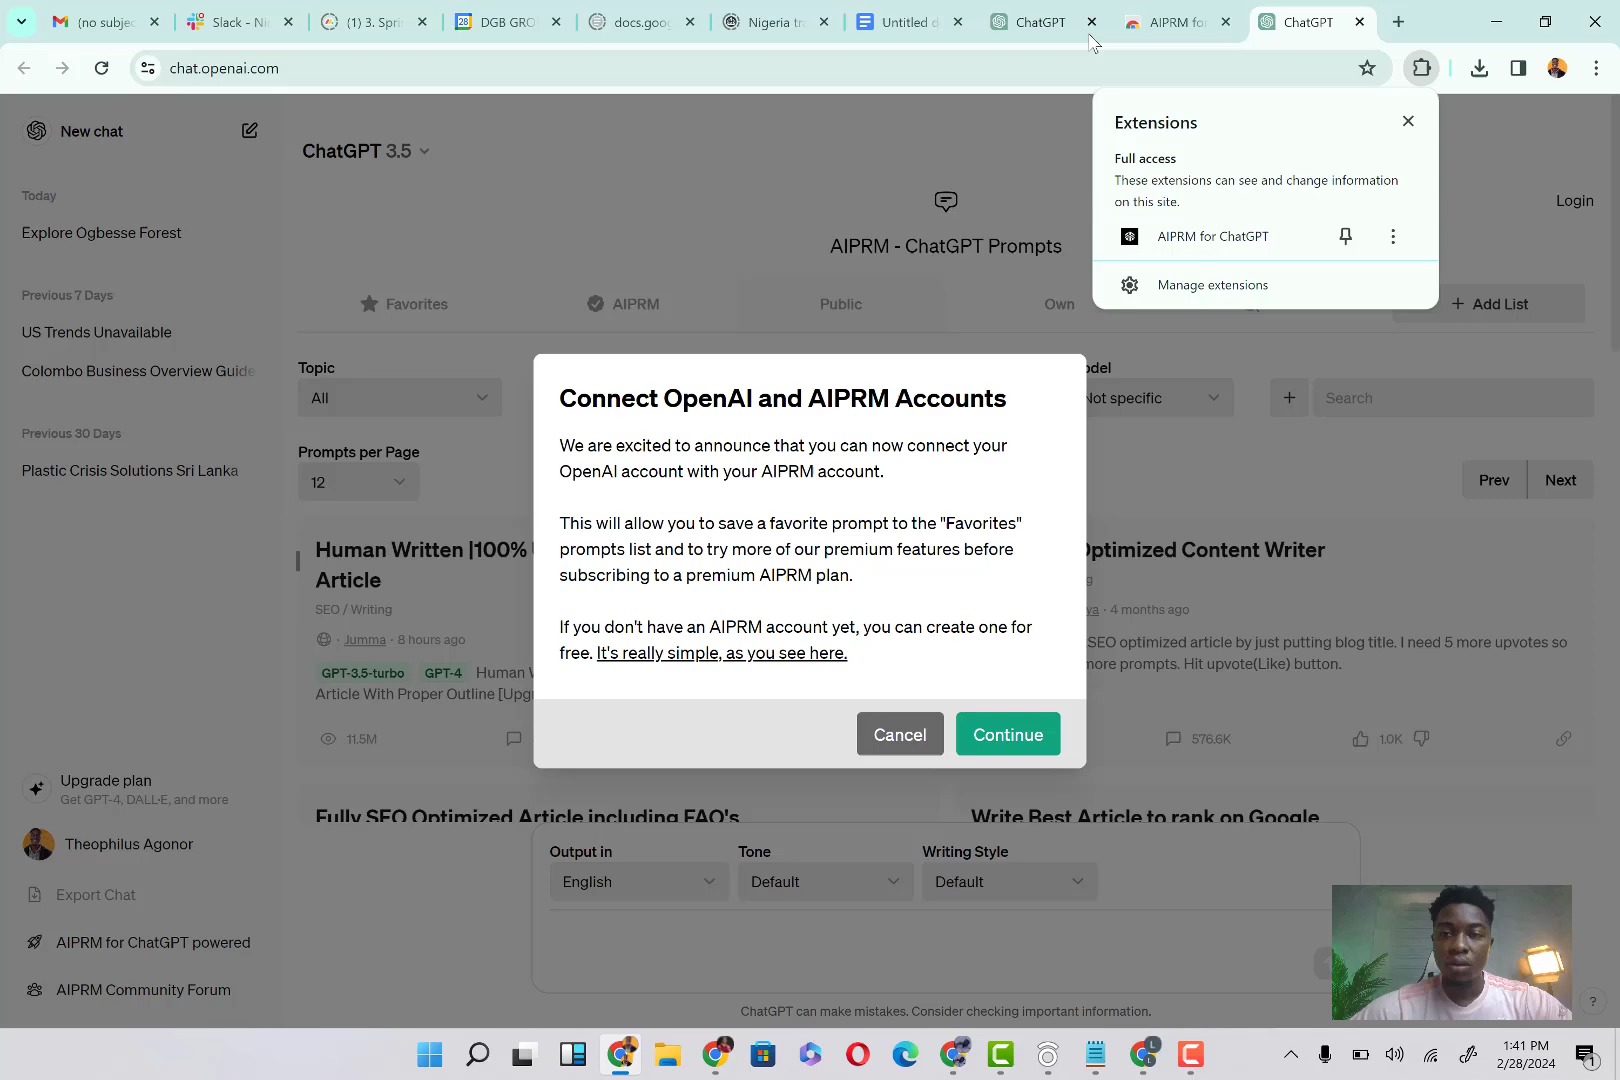 (no subje
Slack - Ni
(1) 3. Spri
DGB GRO
docs.goo
Nigeria tra
Untitled d
ChatGPT
AIPRM for
ChatGPT
chat.openai.com
Extensions
Full access
These extensions can see and change information
on this site.
AIPRM for ChatGPT
Manage extensions
New chat
ChatGPT 3.5
Today
Explore Ogbesse Forest
Login
AIPRM - ChatGPT Prompts
Previous 7 Days
Favorites
AIPRM
Public
Own
Add List
US Trends Unavailable
Colombo Business Overview Guide
Topic
All
odel
Not specific
Search
Previous 30 Days
Plastic Crisis Solutions Sri Lanka
Prompts per Page
12
Prev
Next
Connect OpenAI and AIPRM Accounts
We are excited to announce that you can now connect your
OpenAI account with your AIPRM account.
This will allow you to save a favorite prompt to the "Favorites"
prompts list and to try more of our premium features before
subscribing to a premium AIPRM plan.
If you don't have an AIPRM account yet, you can create one for
free. It's really simple, as you see here.
Cancel
Continue
Human Written |100%
Article
SEO / Writing
Jumma · 8 hours ago
GPT-3.5-turbo GPT-4 Human W
Article With Proper Outline [Upg
11.5M
Optimized Content Writer
g
ya · 4 months ago
SEO optimized article by just putting blog title. I need 5 more upvotes so
more prompts. Hit upvote(Like) button.
576.6K
1.0K
Fully SEO Optimized Article including FAQ's
Write Best Article to rank on Google
Upgrade plan
Get GPT-4, DALL·E, and more
Theophilus Agonor
Export Chat
AIPRM for ChatGPT powered
AIPRM Community Forum
Output in
English
Tone
Default
Writing Style
Default
ChatGPT can make mistakes. Consider checking important information.
?
1:41 PM
2/28/2024